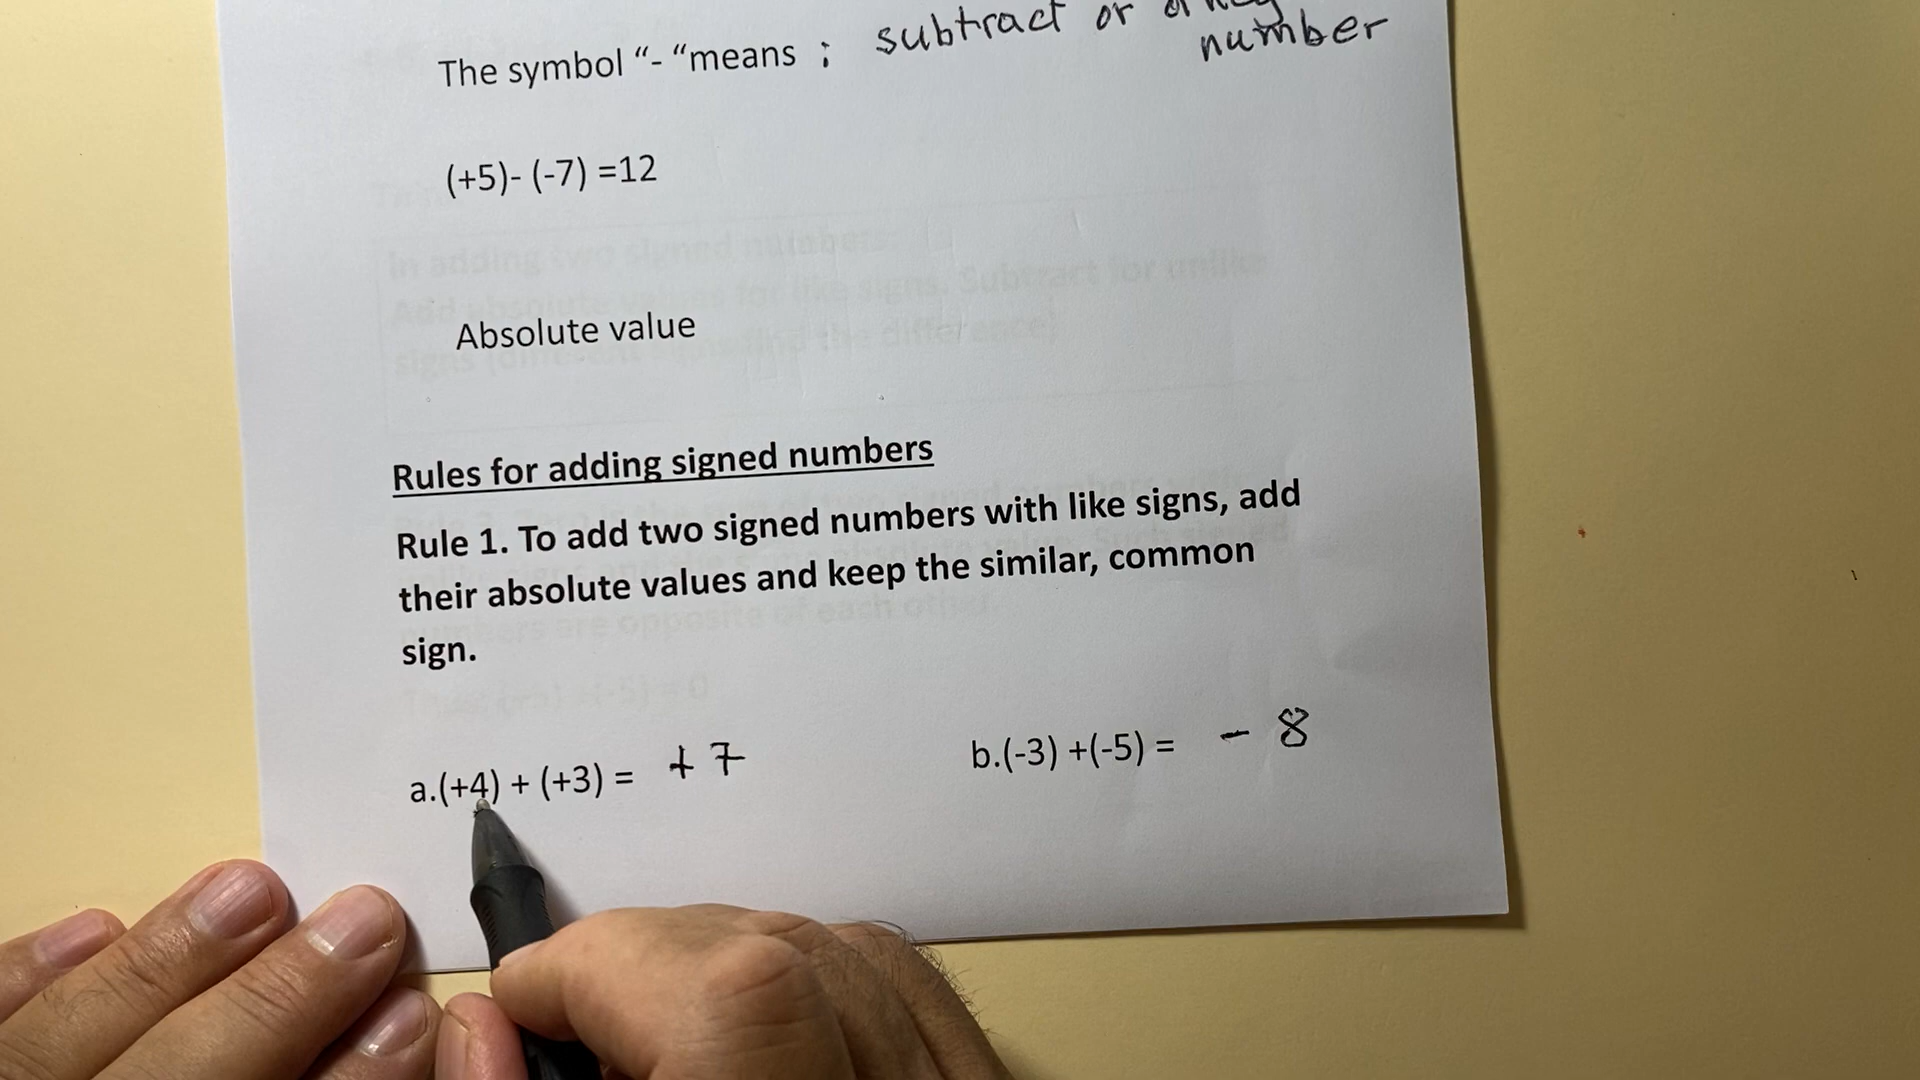 The symbol “- “means : subtract or a neg
number
(+5)- (-7) =12
Absolute value
Rules for adding signed numbers
Rule 1. To add two signed numbers with like signs, add
their absolute values and keep the similar, common
sign.
a.(+4) + (+3) = + 7
b.(-3) +(-5) = - 8